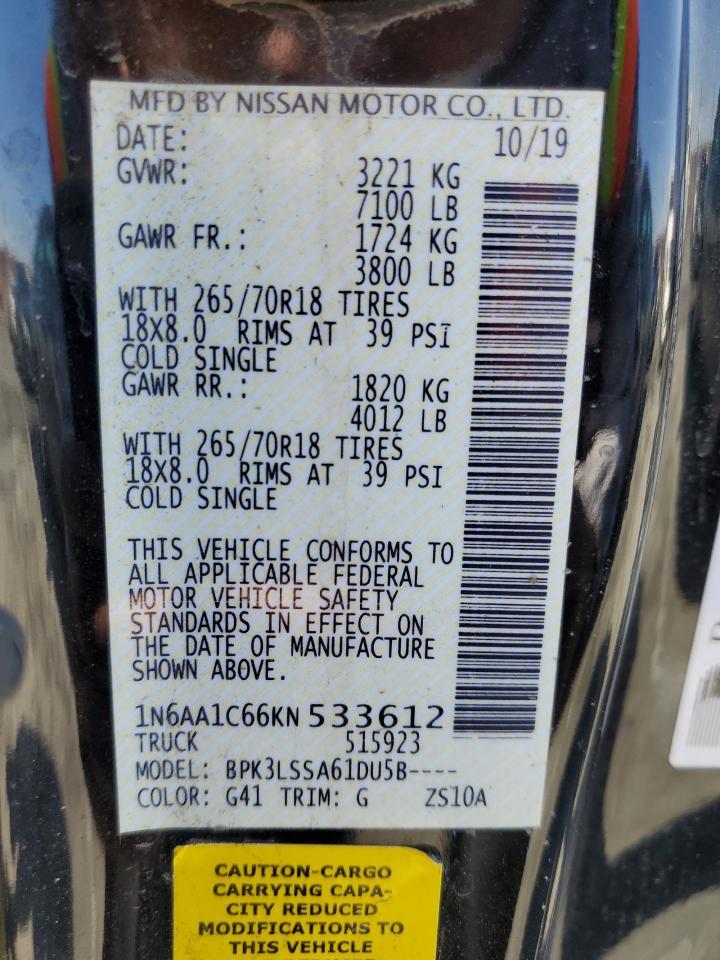 MFD BY NISSAN MOTOR CO., LTD.
DATE: 10/19
GVWR: 3221 KG
7100 LB
GAWR FR.: 1724 KG
3800 LB
WITH 265/70R18 TIRES
18X8.0 RIMS AT 39 PSI
COLD SINGLE
GAWR RR.: 1820 KG
4012 LB
WITH 265/70R18 TIRES
18X8.0 RIMS AT 39 PSI
COLD SINGLE
THIS VEHICLE CONFORMS TO
ALL APPLICABLE FEDERAL
MOTOR VEHICLE SAFETY
STANDARDS IN EFFECT ON
THE DATE OF MANUFACTURE
SHOWN ABOVE.
1N6AA1C66KN 533612
TRUCK 515923
MODEL: BPK3LSSA61DU5B----
COLOR: G41 TRIM: G ZS10A
CAUTION-CARGO
CARRYING CAPA-
CITY REDUCED
MODIFICATIONS TO
THIS VEHICLE